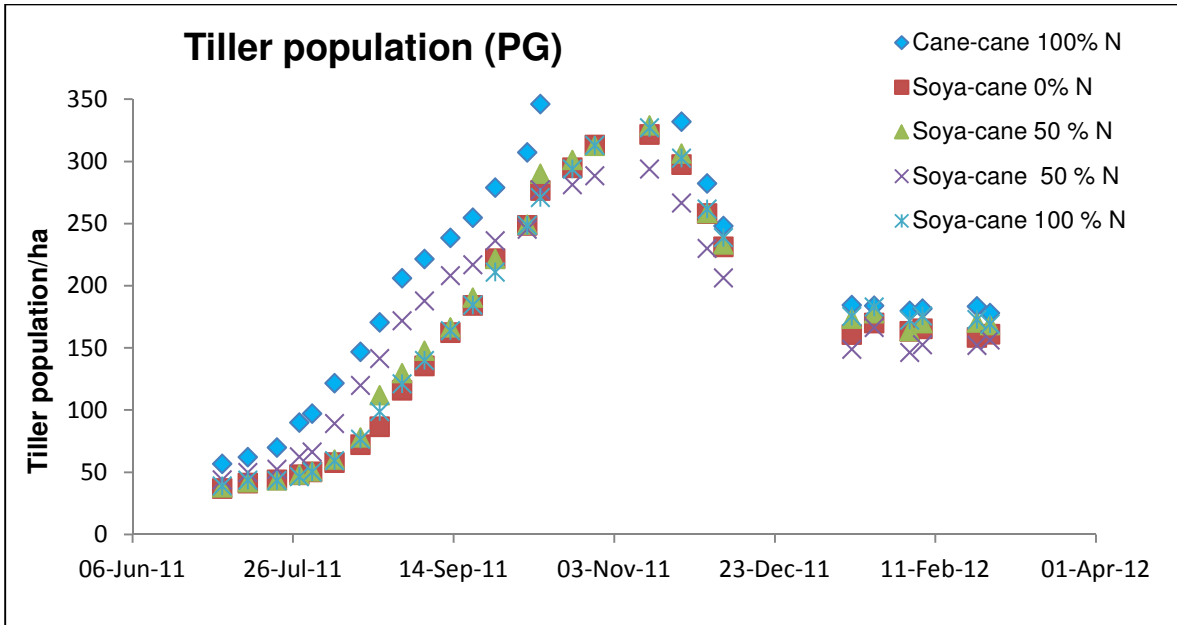 Tiller population (PG)
Cane-cane 100% N
Soya-cane 0% N
Soya-cane 50 % N
Soya-cane  50 % N
Soya-cane 100 % N
Tiller population/ha
350
300
250
200
150
100
50
0
06-Jun-11 26-Jul-11 14-Sep-11 03-Nov-11 23-Dec-11 11-Feb-12 01-Apr-12